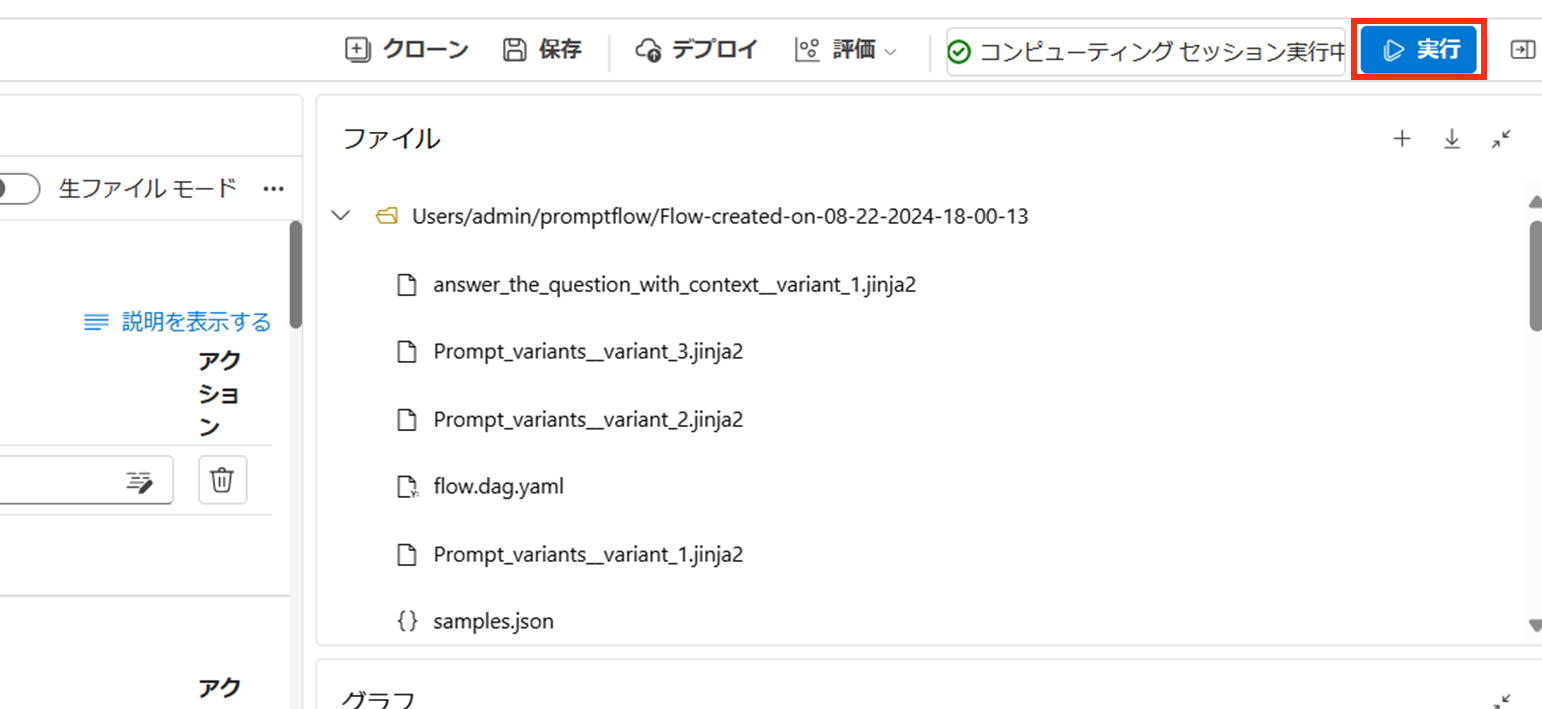 クローン 保存 デプロイ 評価 コンピューティング セッション実行中 実行
生ファイル モード
説明を表示する
アク
ショ
ン
アク
ファイル
Users/admin/promptflow/Flow-created-on-08-22-2024-18-00-13
answer_the_question_with_context__variant_1.jinja2
Prompt_variants__variant_3.jinja2
Prompt_variants__variant_2.jinja2
flow.dag.yaml
Prompt_variants__variant_1.jinja2
samples.json
グラフ